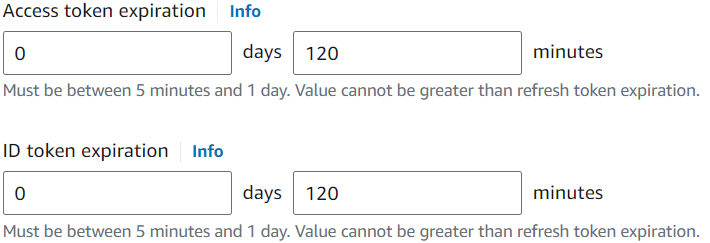 Access token expiration Info
0 days 120 minutes
Must be between 5 minutes and 1 day. Value cannot be greater than refresh token expiration.
ID token expiration Info
0 days 120 minutes
Must be between 5 minutes and 1 day. Value cannot be greater than refresh token expiration.